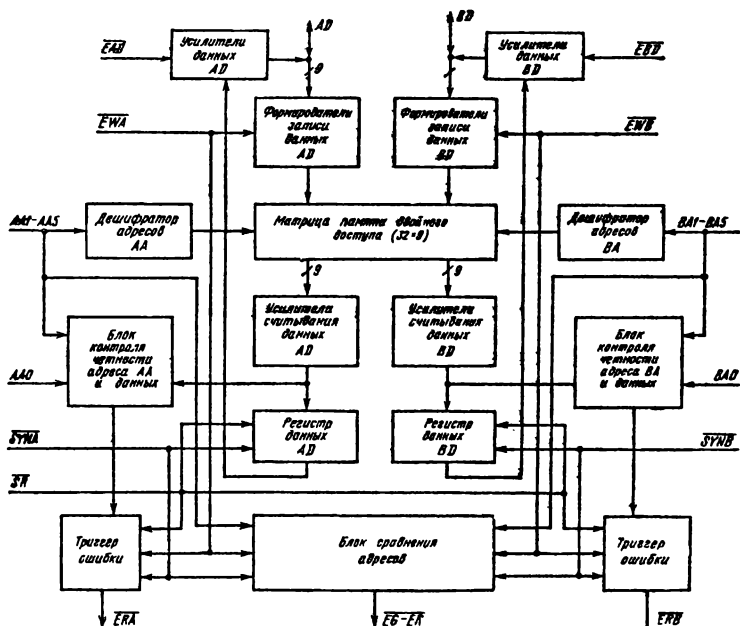 AD
BD
EAD
Усилители
данных
AD
9
Усилители
данных
BD
EBD
EWA
Формирователи
записи
данных
AD
Формирователи
записи
данных
BD
EWB
AA1-AA5
Дешифратор
адресов
AA
Матрица памяти двойного
доступа (32×9)
Дешифратор
адресов
BA
BA1-BA5
9
9
Усилители
считывания
данных
AD
Усилители
считывания
данных
BD
Блок
контроля
четности
адреса AA
и данных
Блок
контроля
четности
адреса BA
и данных
AA0
BA0
Регистр
данных
AD
Регистр
данных
BD
SYNA
SYNB
SR
Триггер
ошибки
Блок сравнения
адресов
Триггер
ошибки
ERA
EG-ER
ERB